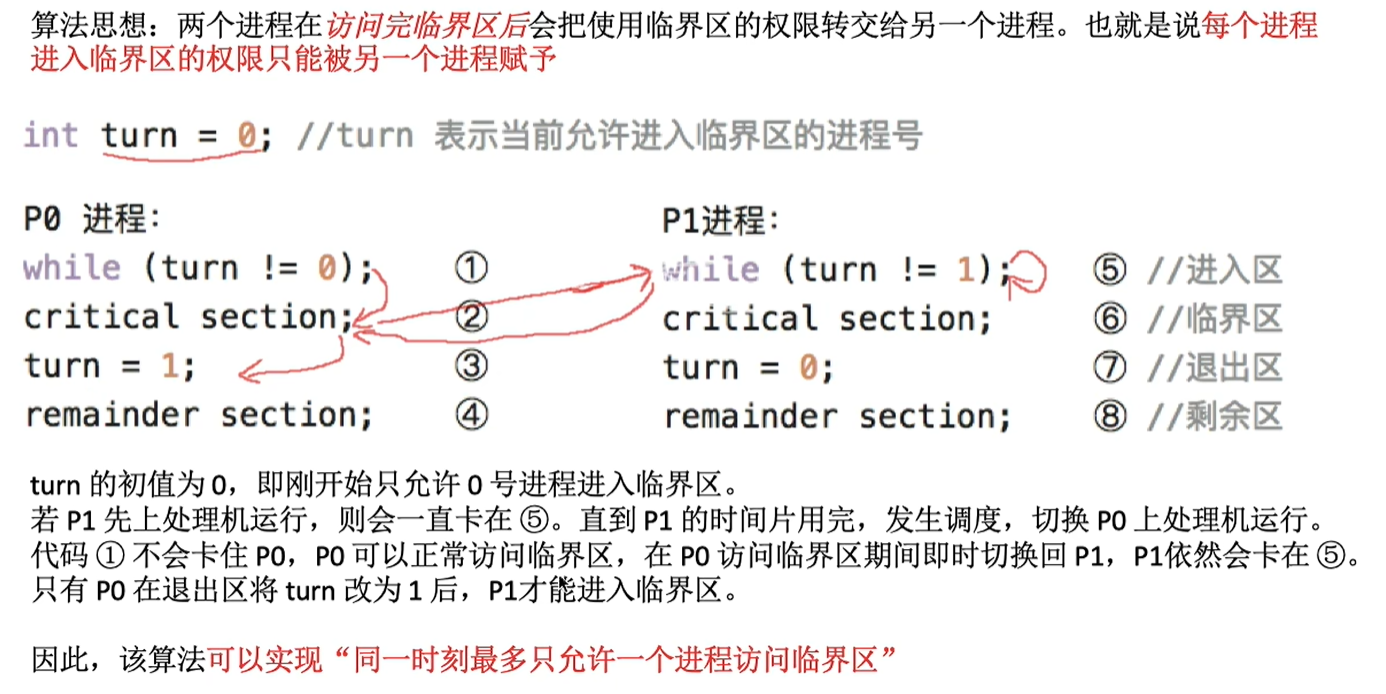 算法思想：两个进程在访问完临界区后会把使用临界区的权限转交给另一个进程。也就是说每个进程
进入临界区的权限只能被另一个进程赋予
int turn = 0; //turn 表示当前允许进入临界区的进程号
P0 进程： P1进程：
while (turn != 0); ① while (turn != 1); ⑤ //进入区
critical section; ② critical section; ⑥ //临界区
turn = 1; ③ turn = 0; ⑦ //退出区
remainder section; ④ remainder section; ⑧ //剩余区
turn 的初值为 0，即刚开始只允许 0 号进程进入临界区。
若 P1 先上处理机运行，则会一直卡在 ⑤。直到 P1 的时间片用完，发生调度，切换 P0 上处理机运行。
代码 ① 不会卡住 P0，P0 可以正常访问临界区，在 P0 访问临界区期间即时切换回 P1，P1依然会卡在 ⑤。
只有 P0 在退出区将 turn 改为 1 后，P1才能进入临界区。
因此，该算法可以实现“同一时刻最多只允许一个进程访问临界区”